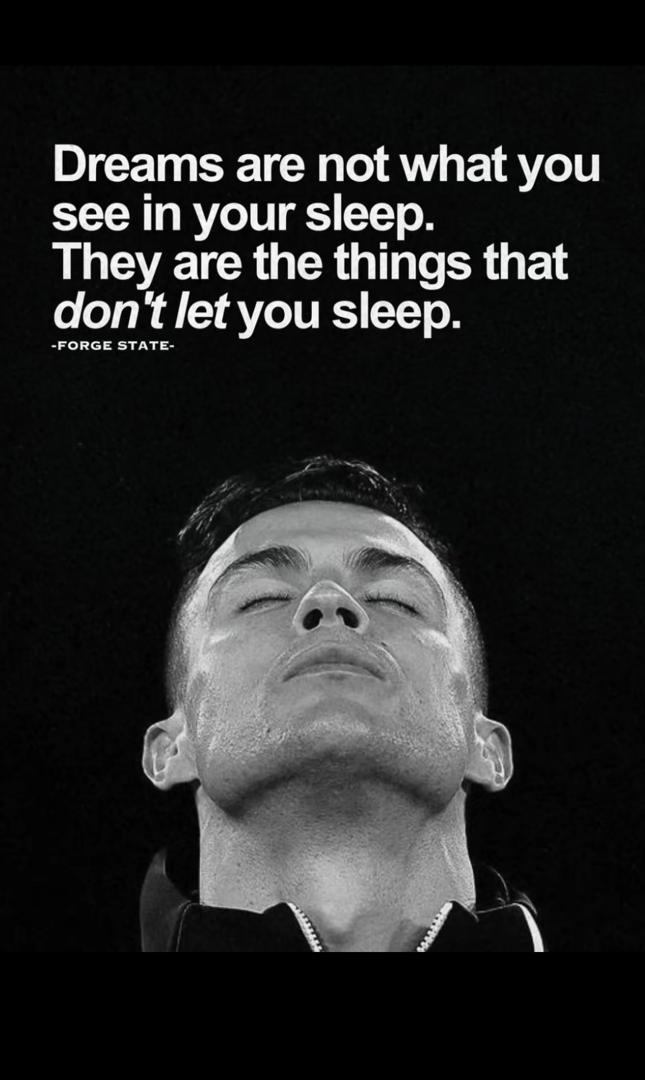 Dreams are not what you
see in your sleep.
They are the things that
don't let you sleep.
-FORGE STATE-